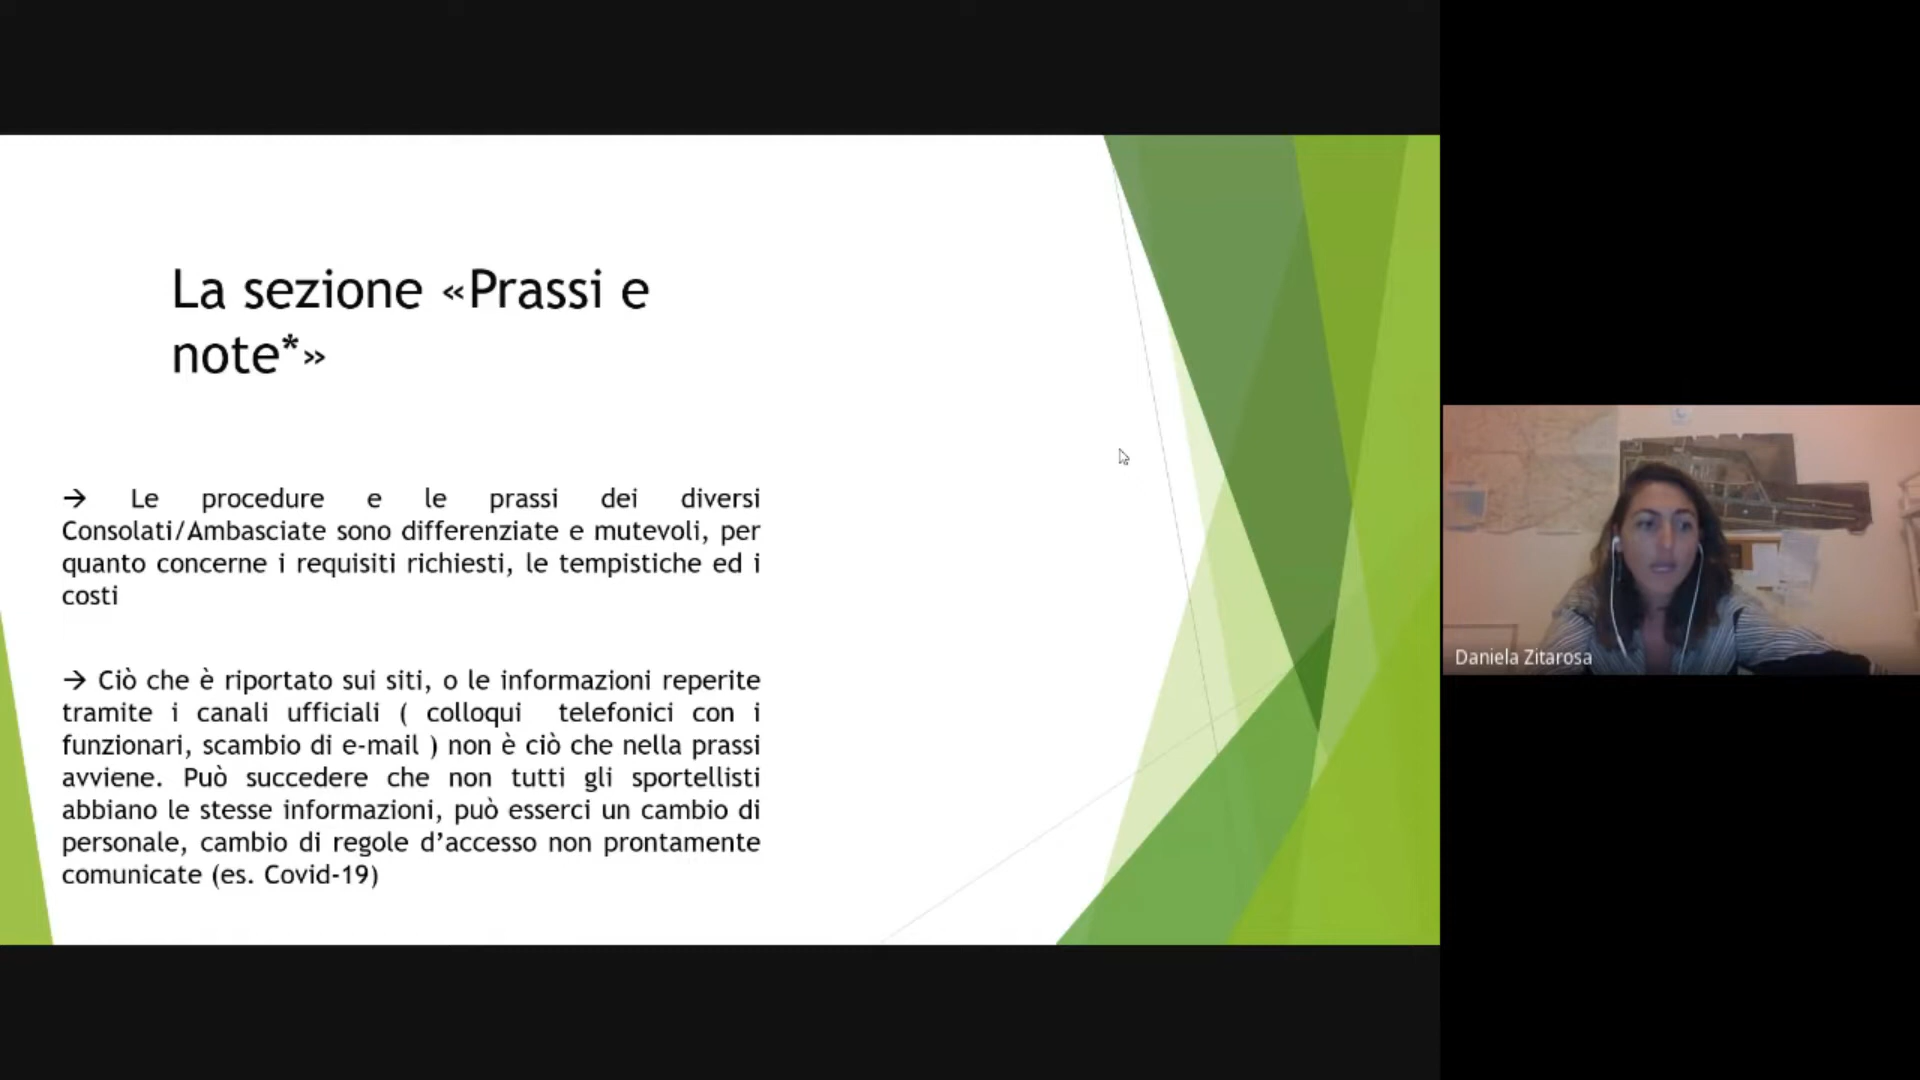 La sezione «Prassi e
note*»
→ Le procedure e le prassi dei diversi
Consolati/Ambasciate sono differenziate e mutevoli, per
quanto concerne i requisiti richiesti, le tempistiche ed i
costi
→ Ciò che è riportato sui siti, o le informazioni reperite
tramite i canali ufficiali ( colloqui  telefonici con i
funzionari, scambio di e-mail ) non è ciò che nella prassi
avviene. Può succedere che non tutti gli sportellisti
abbiano le stesse informazioni, può esserci un cambio di
personale, cambio di regole d’accesso non prontamente
comunicate (es. Covid-19)
Daniela Zitarosa